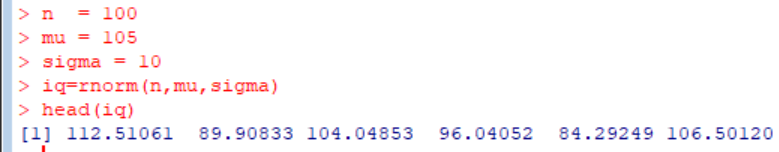 > n  = 100
> mu = 105
> sigma = 10
> iq=rnorm(n,mu,sigma)
> head(iq)
[1] 112.51061  89.90833 104.04853  96.04052  84.29249 106.50120